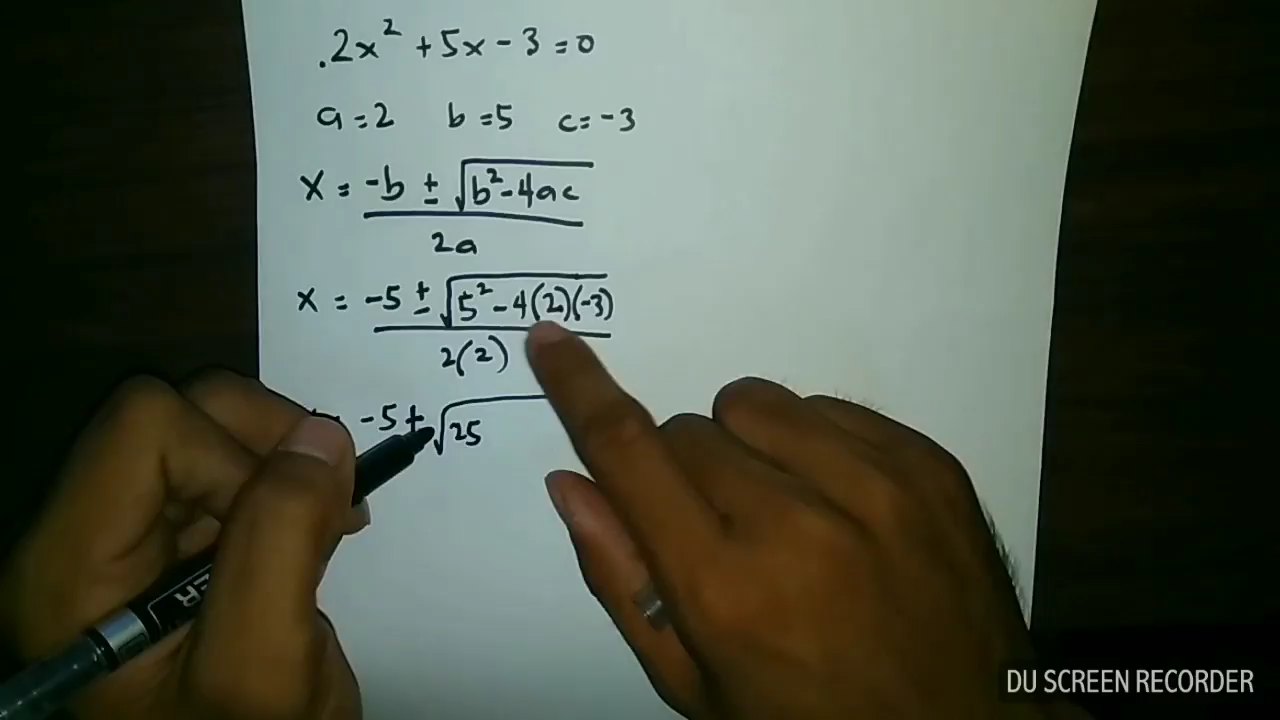 .2x² + 5x - 3 = 0
a = 2 b = 5 c = -3
x = -b ± √b² - 4ac
2a
x = -5 ± √5² - 4(2)(-3)
2(2)
-5 ± √25
DU SCREEN RECORDER